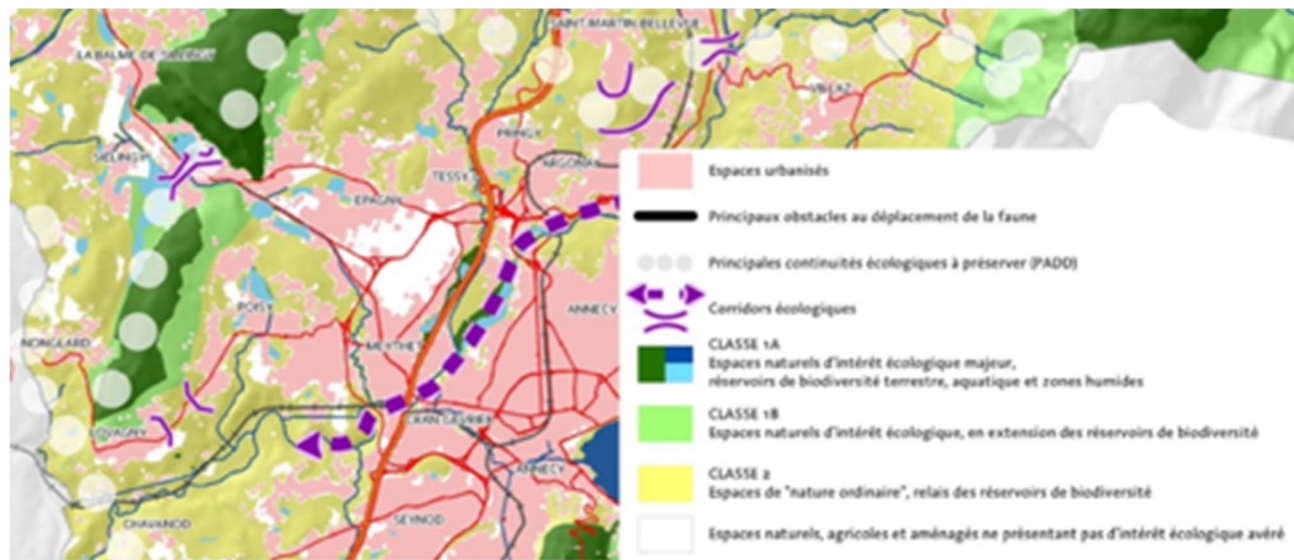 SAINT-MARTIN-BELLEVUE
LA BALME DE SILLINGY
VILLAZ
PRINGY
SILLINGY
ARGONAY
TESSY
EPAGNY
POISY
ANNECY
NONGLARD
MEYTHET
LOVAGNY
CRAN GEVRIER
ANNECY
CHAVANOD
SEYNOD
Espaces urbanisés
Principaux obstacles au déplacement de la faune
Principales continuités écologiques à préserver (PADD)
Corridors écologiques
CLASSE 1A
Espaces naturels d'intérêt écologique majeur,
réservoirs de biodiversité terrestre, aquatique et zones humides
CLASSE 1B
Espaces naturels d'intérêt écologique, en extension des réservoirs de biodiversité
CLASSE 2
Espaces de "nature ordinaire", relais des réservoirs de biodiversité
Espaces naturels, agricoles et aménagés ne présentant pas d'intérêt écologique avéré